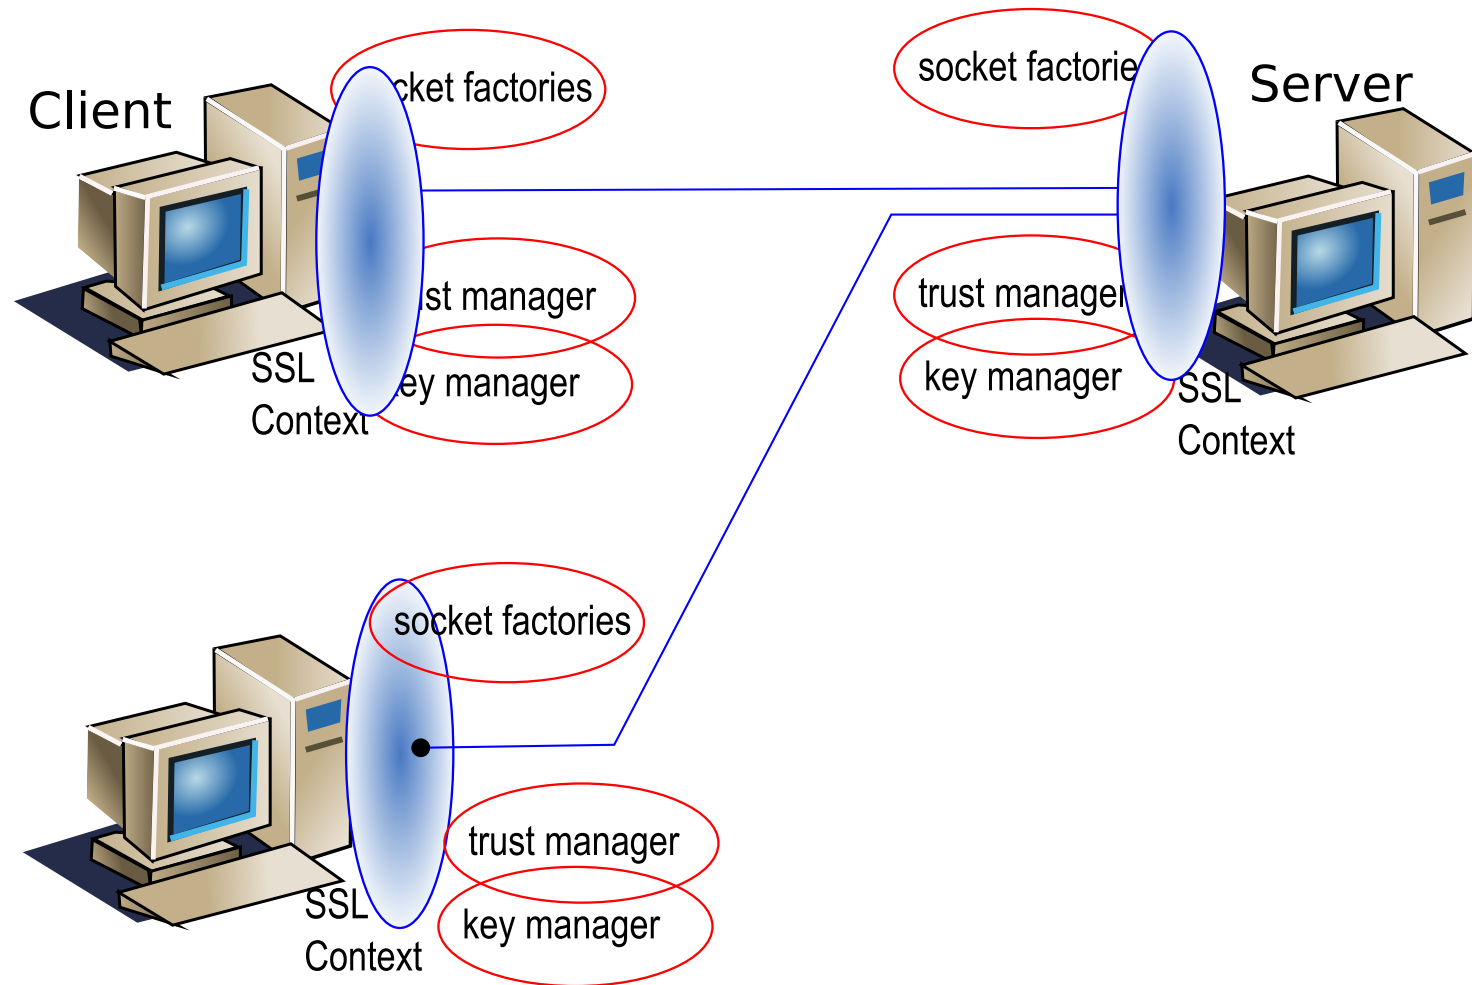 Client
cket factories
socket factorie
Server
st manager
trust manager
SSL
Context
ey manager
key manager
SSL
Context
socket factories
trust manager
key manager
SSL
Context